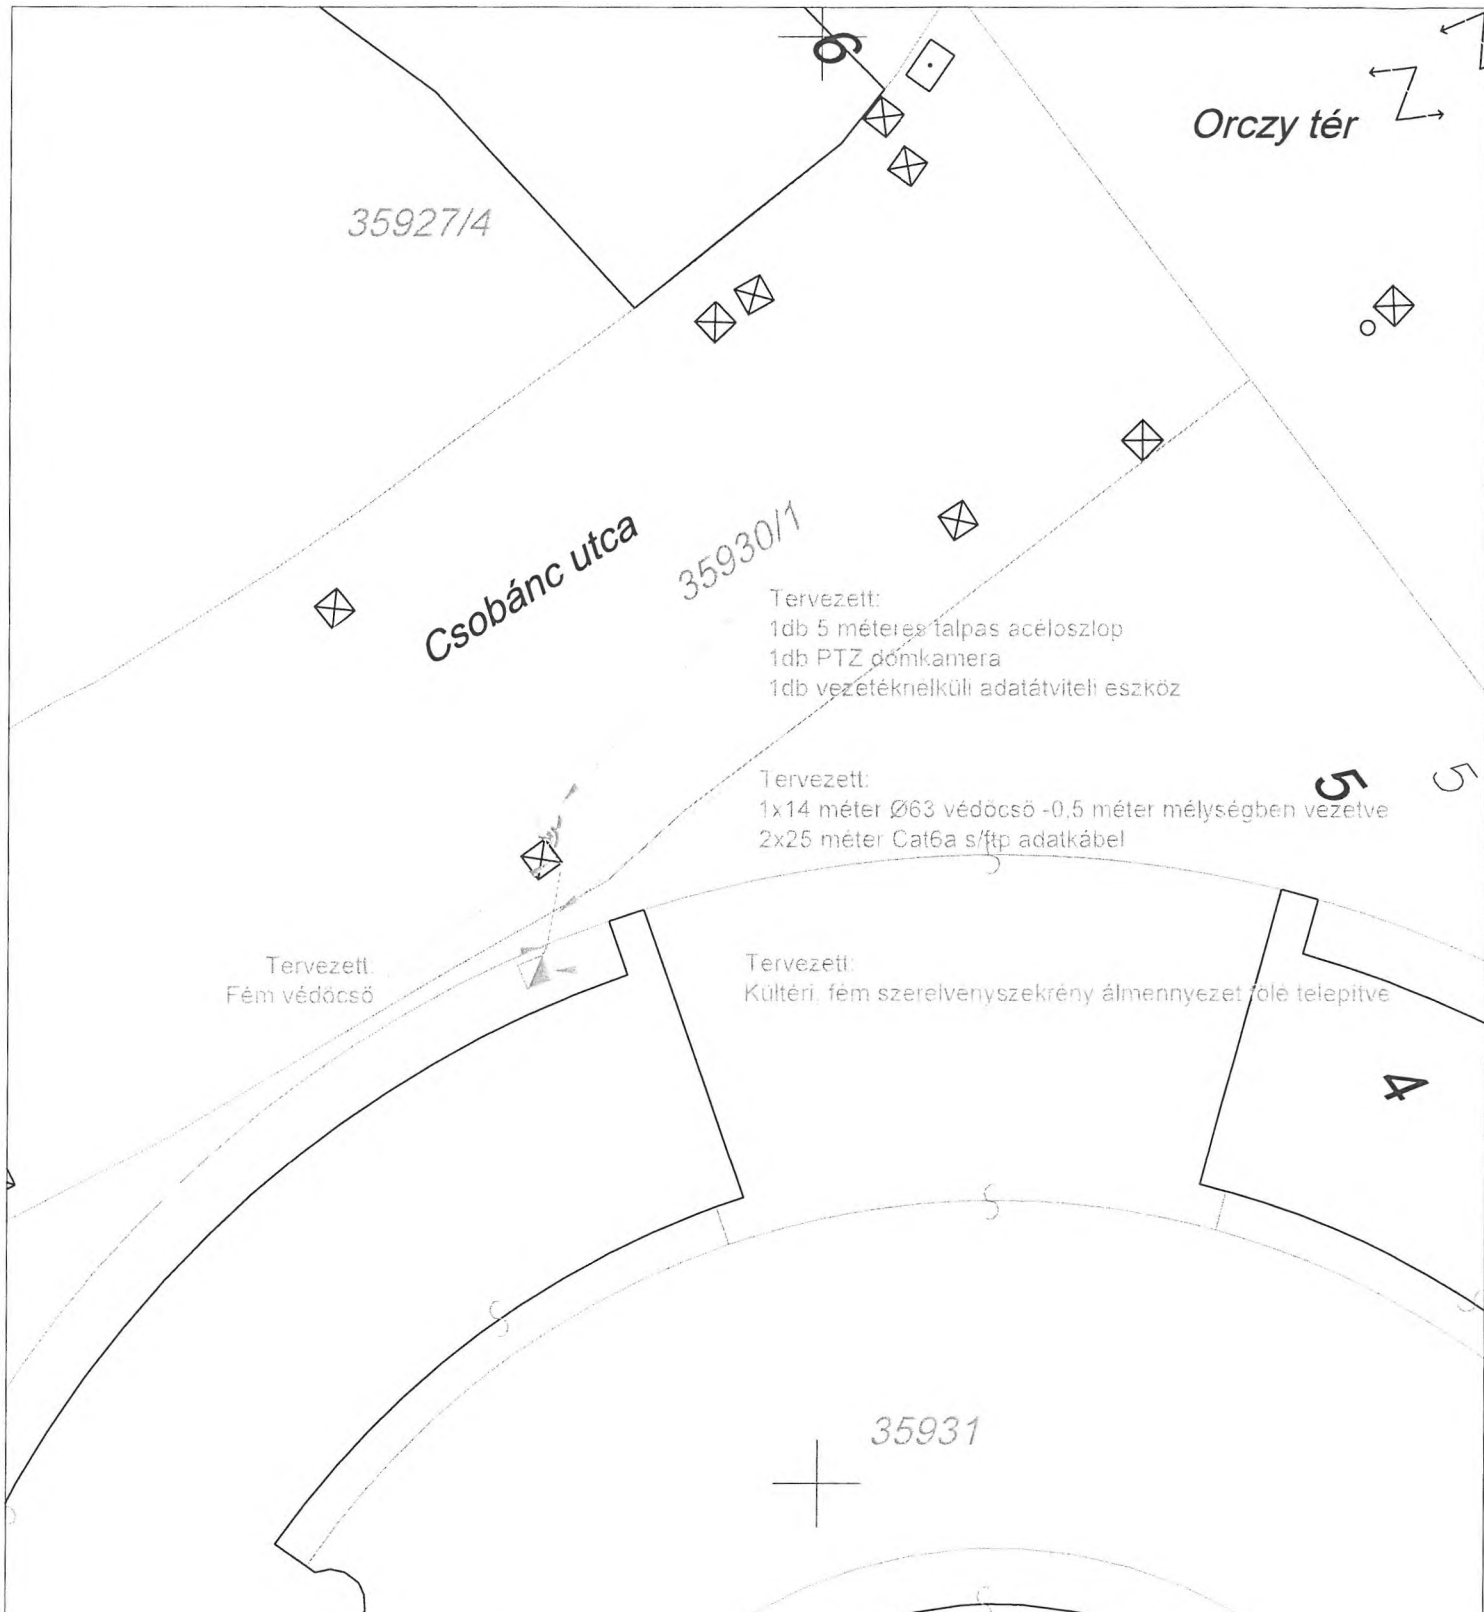 6
Orczy tér
35927/4
Csobánc utca
35930/1
Tervezett:
1db 5 méteres talpas acéloszlop
1db PTZ dómkamera
1db vezetéknélküli adatátviteli eszköz
Tervezett:
1x14 méter Ø63 védőcső -0,5 méter mélységben vezetve
2x25 méter Cat6a s/ftp adatkábel
5
5
Tervezett:
Fém védőcső
Tervezett:
Kültéri, fém szerelvényszekrény álmennyezet fölé telepítve
4
35931